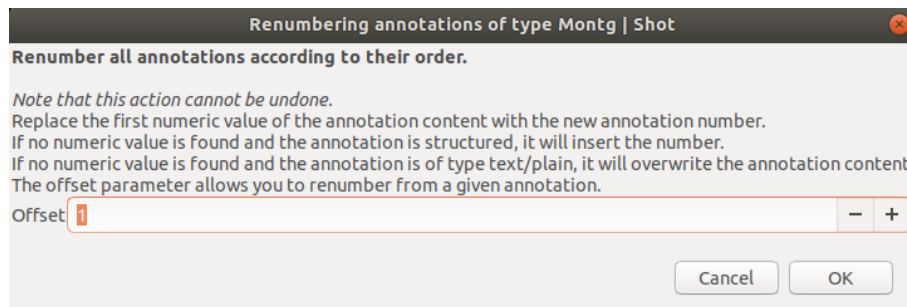 Renumbering annotations of type Montg | Shot
Renumber all annotations according to their order.
Note that this action cannot be undone.
Replace the first numeric value of the annotation content with the new annotation number.
If no numeric value is found and the annotation is structured, it will insert the number.
If no numeric value is found and the annotation is of type text/plain, it will overwrite the annotation content
The offset parameter allows you to renumber from a given annotation.
Offset 1 − +
Cancel OK